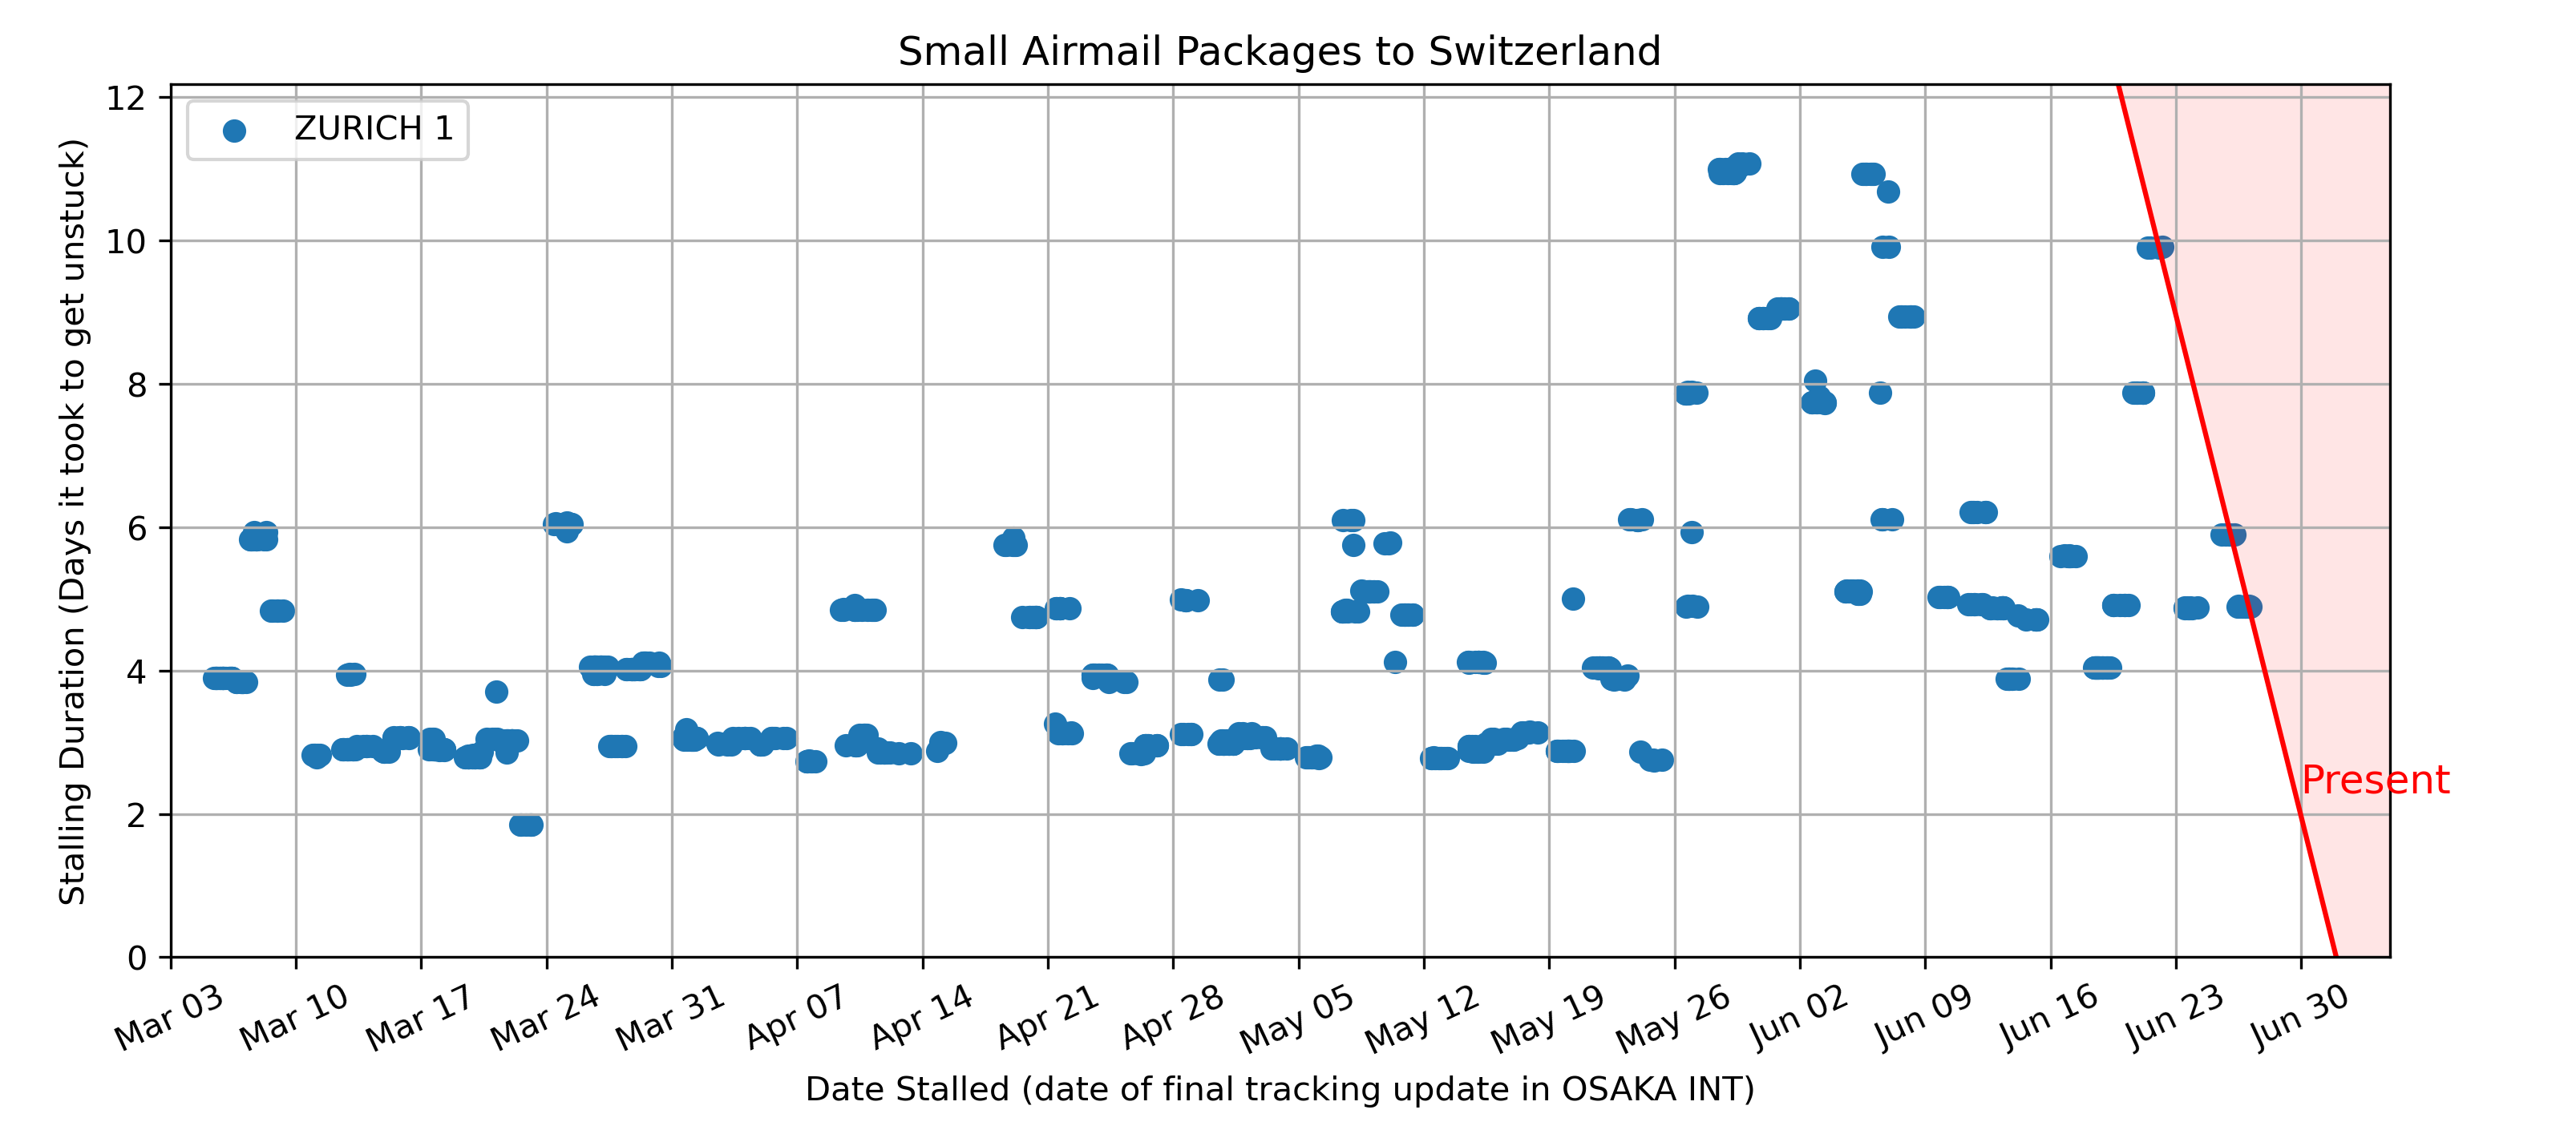 Small Airmail Packages to Switzerland
Stalling Duration (Days it took to get unstuck)
12
10
8
6
4
2
0
ZURICH 1
Present
Mar 03
Mar 10
Mar 17
Mar 24
Mar 31
Apr 07
Apr 14
Apr 21
Apr 28
May 05
May 12
May 19
May 26
Jun 02
Jun 09
Jun 16
Jun 23
Jun 30
Date Stalled (date of final tracking update in OSAKA INT)